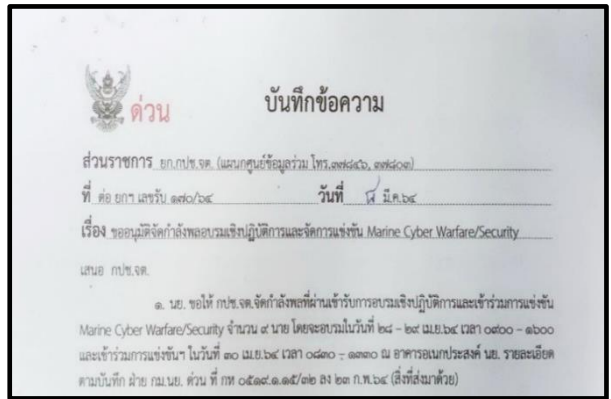 ด่วน
บันทึกข้อความ
ส่วนราชการ ยก.กปช.จต. (แผนกศูนย์ข้อมูลร่วม โทร.
ที่ ต่อ ยกฯ เลขรับ ๑๗๐/๖๔ วันที่ ๘ มี.ค.๖๔
เรื่อง ขออนุมัติจัดกำลังพลอบรมเชิงปฏิบัติการและจัดการแข่งขัน Marine Cyber Warfare/Security
เสนอ กปช.จต.
๑. นย. ขอให้ กปช.จต.จัดกำลังพลที่ผ่านเข้ารับการอบรมเชิงปฏิบัติการและเข้าร่วมการแข่งขัน
Marine Cyber Warfare/Security จำนวน ๙ นาย โดยจะอบรมในวันที่ ๒๘ – ๒๙ เม.ย.๖๔ เวลา ๐๙๐๐ – ๑๖๐๐
และเข้าร่วมการแข่งขันฯ ในวันที่ ๓๐ เม.ย.๖๔ เวลา ๐๘๓๐ – ๑๓๓๐ ณ อาคารอเนกประสงค์ นย. รายละเอียด
ตามบันทึก ฝ่าย กม.นย. ด่วน ที่ กห ๐๕๑๙.๑.๑๕/๓๒ ลง ๒๓ ก.พ.๖๔ (สิ่งที่ส่งมาด้วย)